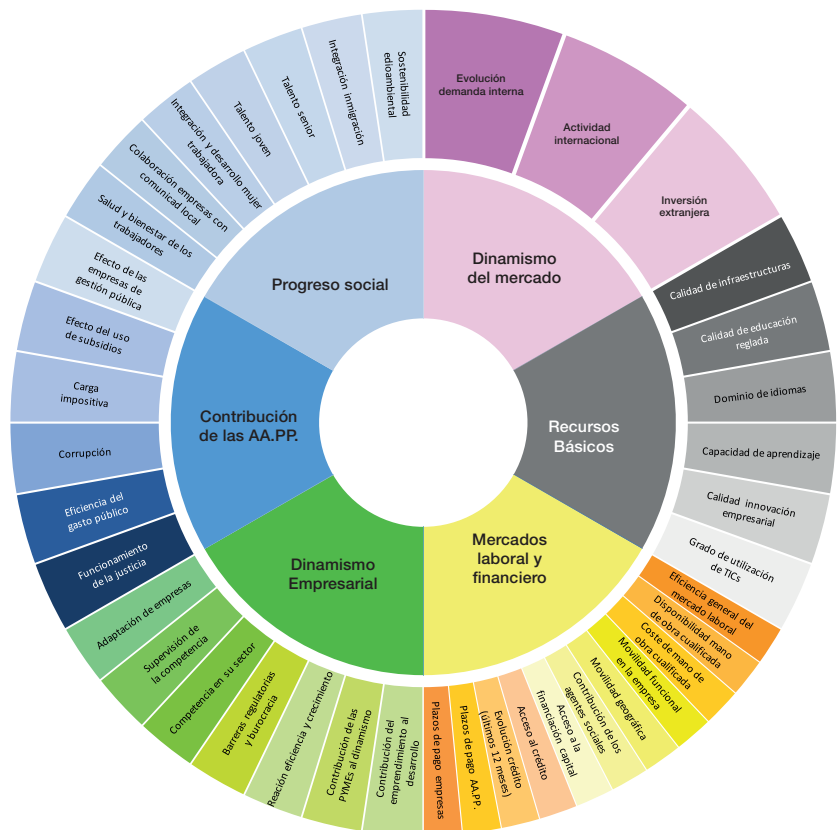 Dinamismo
del mercado
Recursos
Básicos
Mercados
laboral y
financiero
Dinamismo
Empresarial
Contribución
de las AA.PP.
Progreso social
Evolución
demanda interna
Actividad
internacional
Inversión
extranjera
Calidad de infraestructuras
Calidad de educación
reglada
Dominio de idiomas
Capacidad de aprendizaje
Calidad innovación
empresarial
Grado de utilización
de TICs
Eficiencia general del
mercado laboral
Disponibilidad mano
de obra cualificada
Coste de mano de
obra cualificada
Movilidad funcional
en la empresa
Movilidad geográfica
Contribución de los
agentes sociales
Acceso a la
financiación capital
Acceso al crédito
Evolución crédito
(últimos 12 meses)
Plazos de pago AA.PP.
Plazos de pago empresas
Contribución del
emprendimiento al
desarrollo
Contribución de las
PYMEs al dinamismo
Reación eficiencia y crecimiento
Barreras regulatorias
y burocracia
Competencia en su sector
Supervisión de
la competencia
Adaptación de empresas
Funcionamiento
de la justicia
Eficiencia del
gasto público
Corrupción
Carga
impositiva
Efecto del uso
de subsidios
Efecto de las
empresas de
gestión pública
Salud y bienestar de los
trabajadores
Colaboración empresas con
comunicad local
Integración y desarrollo mujer
trabajadora
Talento joven
Talento senior
Integración inmigración
Sostenibilidad
edioambiental